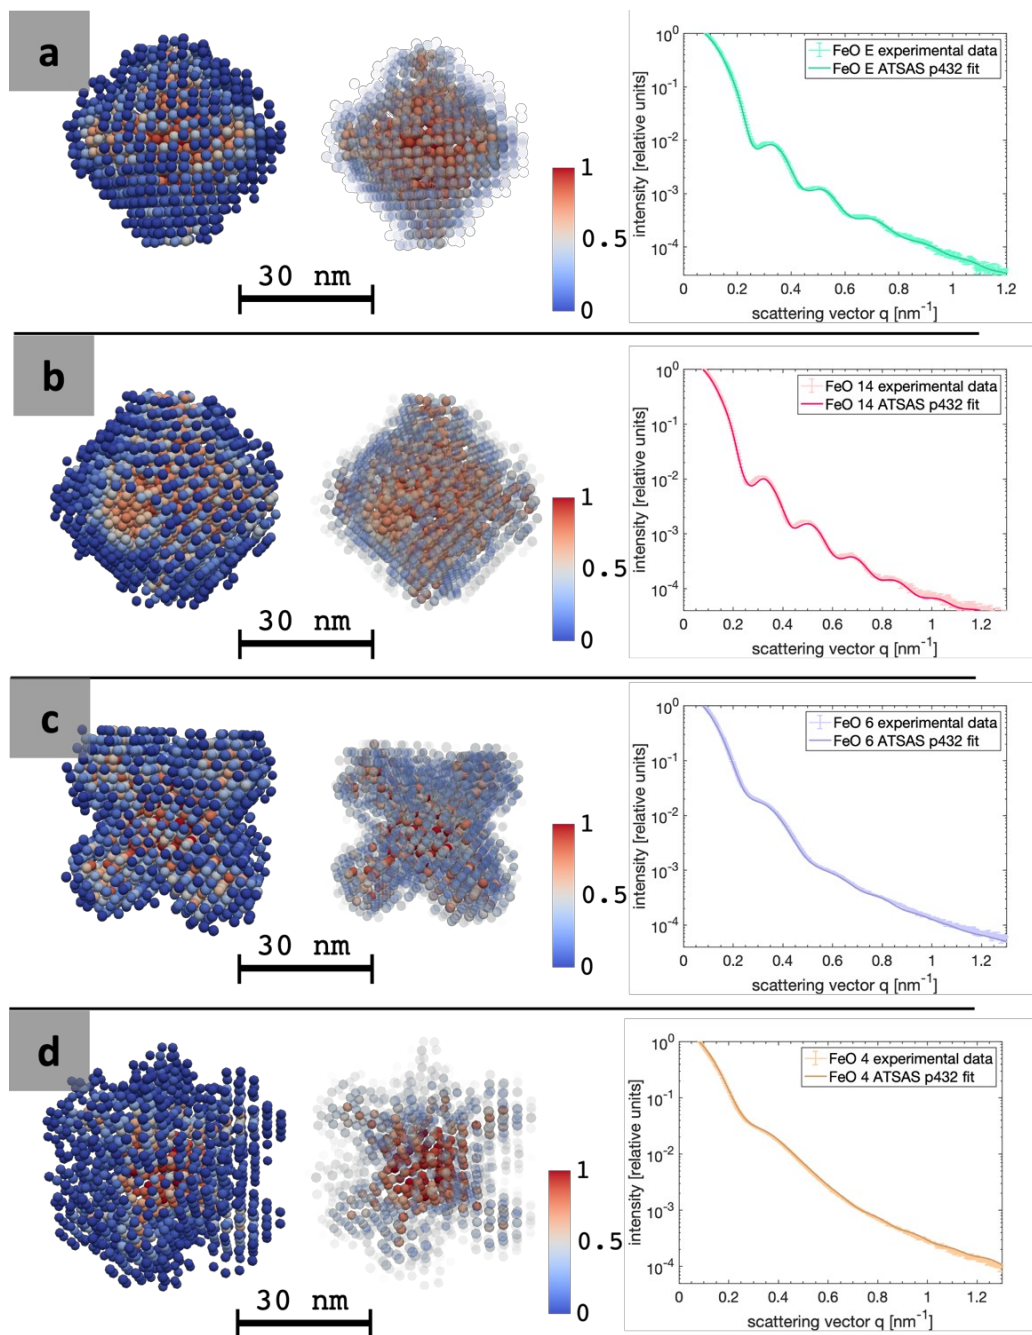 a
30 nm
1
0.5
0
FeO E experimental data
FeO E ATSAS p432 fit
intensity [relative units]
10^0
10^-1
10^-2
10^-3
10^-4
0 0.2 0.4 0.6 0.8 1 1.2
scattering vector q [nm^-1]
b
30 nm
1
0.5
0
FeO 14 experimental data
FeO 14 ATSAS p432 fit
intensity [relative units]
10^0
10^-1
10^-2
10^-3
10^-4
0 0.2 0.4 0.6 0.8 1 1.2
scattering vector q [nm^-1]
c
30 nm
1
0.5
0
FeO 6 experimental data
FeO 6 ATSAS p432 fit
intensity [relative units]
10^0
10^-1
10^-2
10^-3
10^-4
0 0.2 0.4 0.6 0.8 1 1.2
scattering vector q [nm^-1]
d
30 nm
1
0.5
0
FeO 4 experimental data
FeO 4 ATSAS p432 fit
intensity [relative units]
10^0
10^-1
10^-2
10^-3
10^-4
0 0.2 0.4 0.6 0.8 1 1.2
scattering vector q [nm^-1]